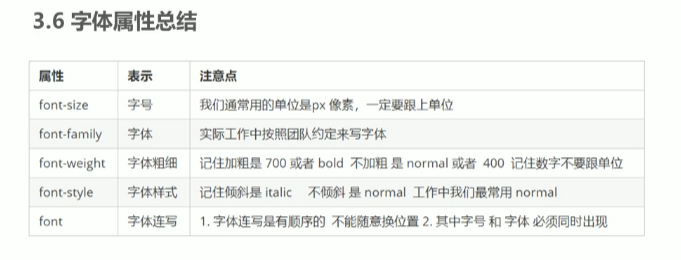 3.6 字体属性总结
属性 表示 注意点
font-size 字号 我们通常用的单位是px 像素，一定要跟上单位
font-family 字体 实际工作中按照团队约定来写字体
font-weight 字体粗细 记住加粗是 700 或者 bold 不加粗 是 normal 或者 400 记住数字不要跟单位
font-style 字体样式 记住倾斜是 italic 不倾斜 是 normal 工作中我们最常用 normal
font 字体连写 1. 字体连写是有顺序的 不能随意换位置 2. 其中字号 和 字体 必须同时出现